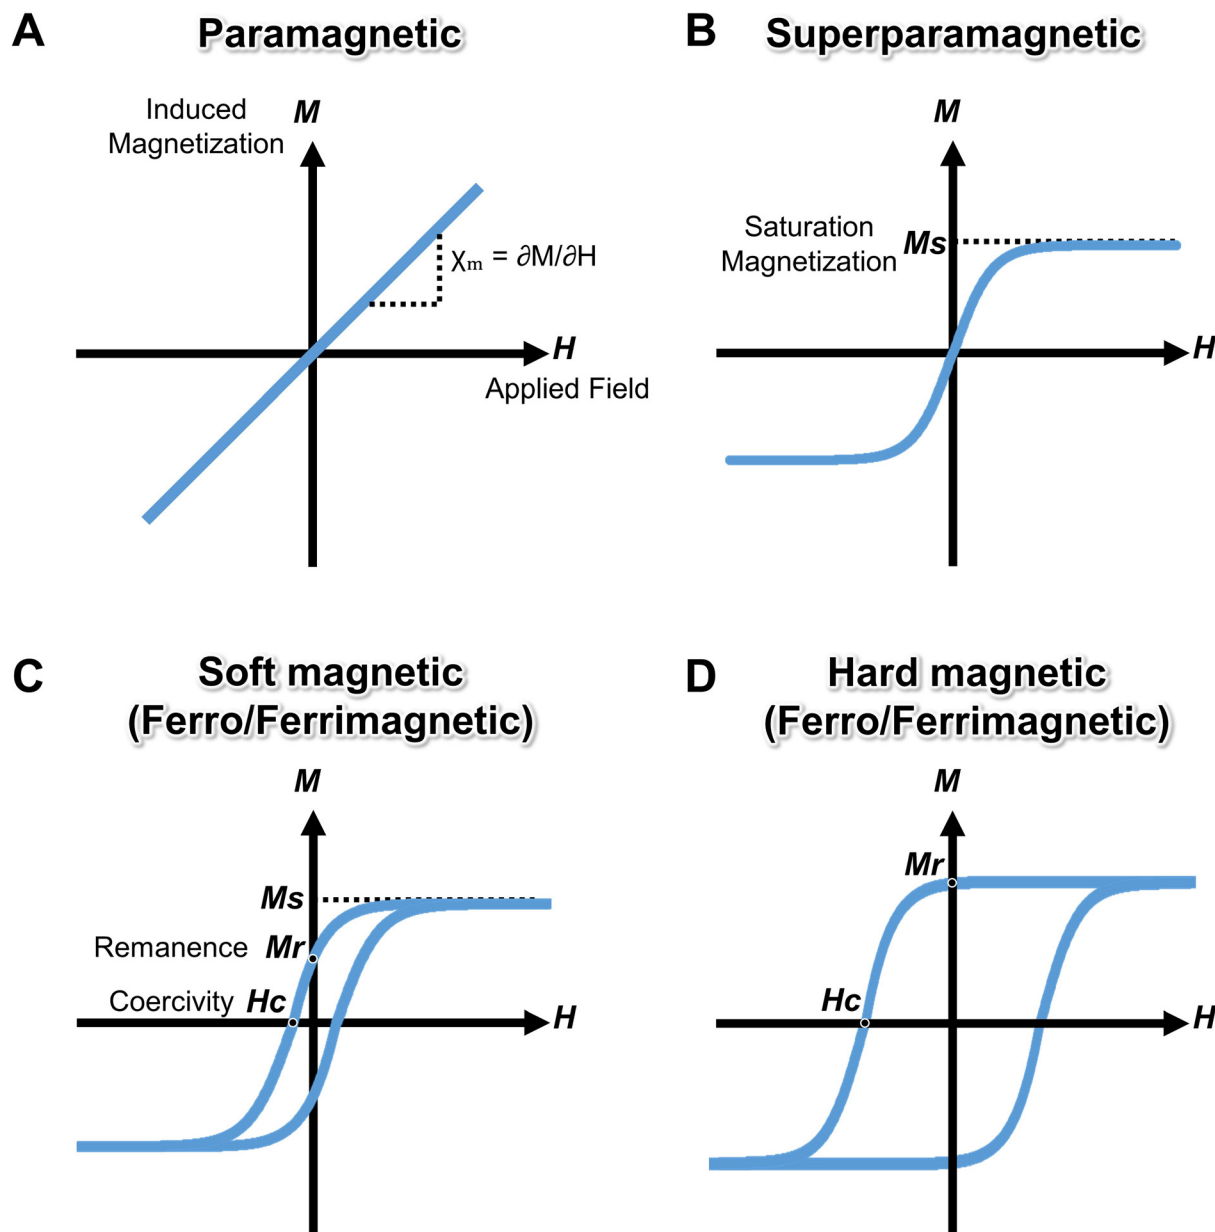 A
Paramagnetic
Induced
Magnetization
M
χm = ∂M/∂H
H
Applied Field
B
Superparamagnetic
M
Saturation
Magnetization
Ms
H
C
Soft magnetic
(Ferro/Ferrimagnetic)
M
Ms
Remanence Mr
Coercivity Hc
H
D
Hard magnetic
(Ferro/Ferrimagnetic)
M
Mr
Hc
H